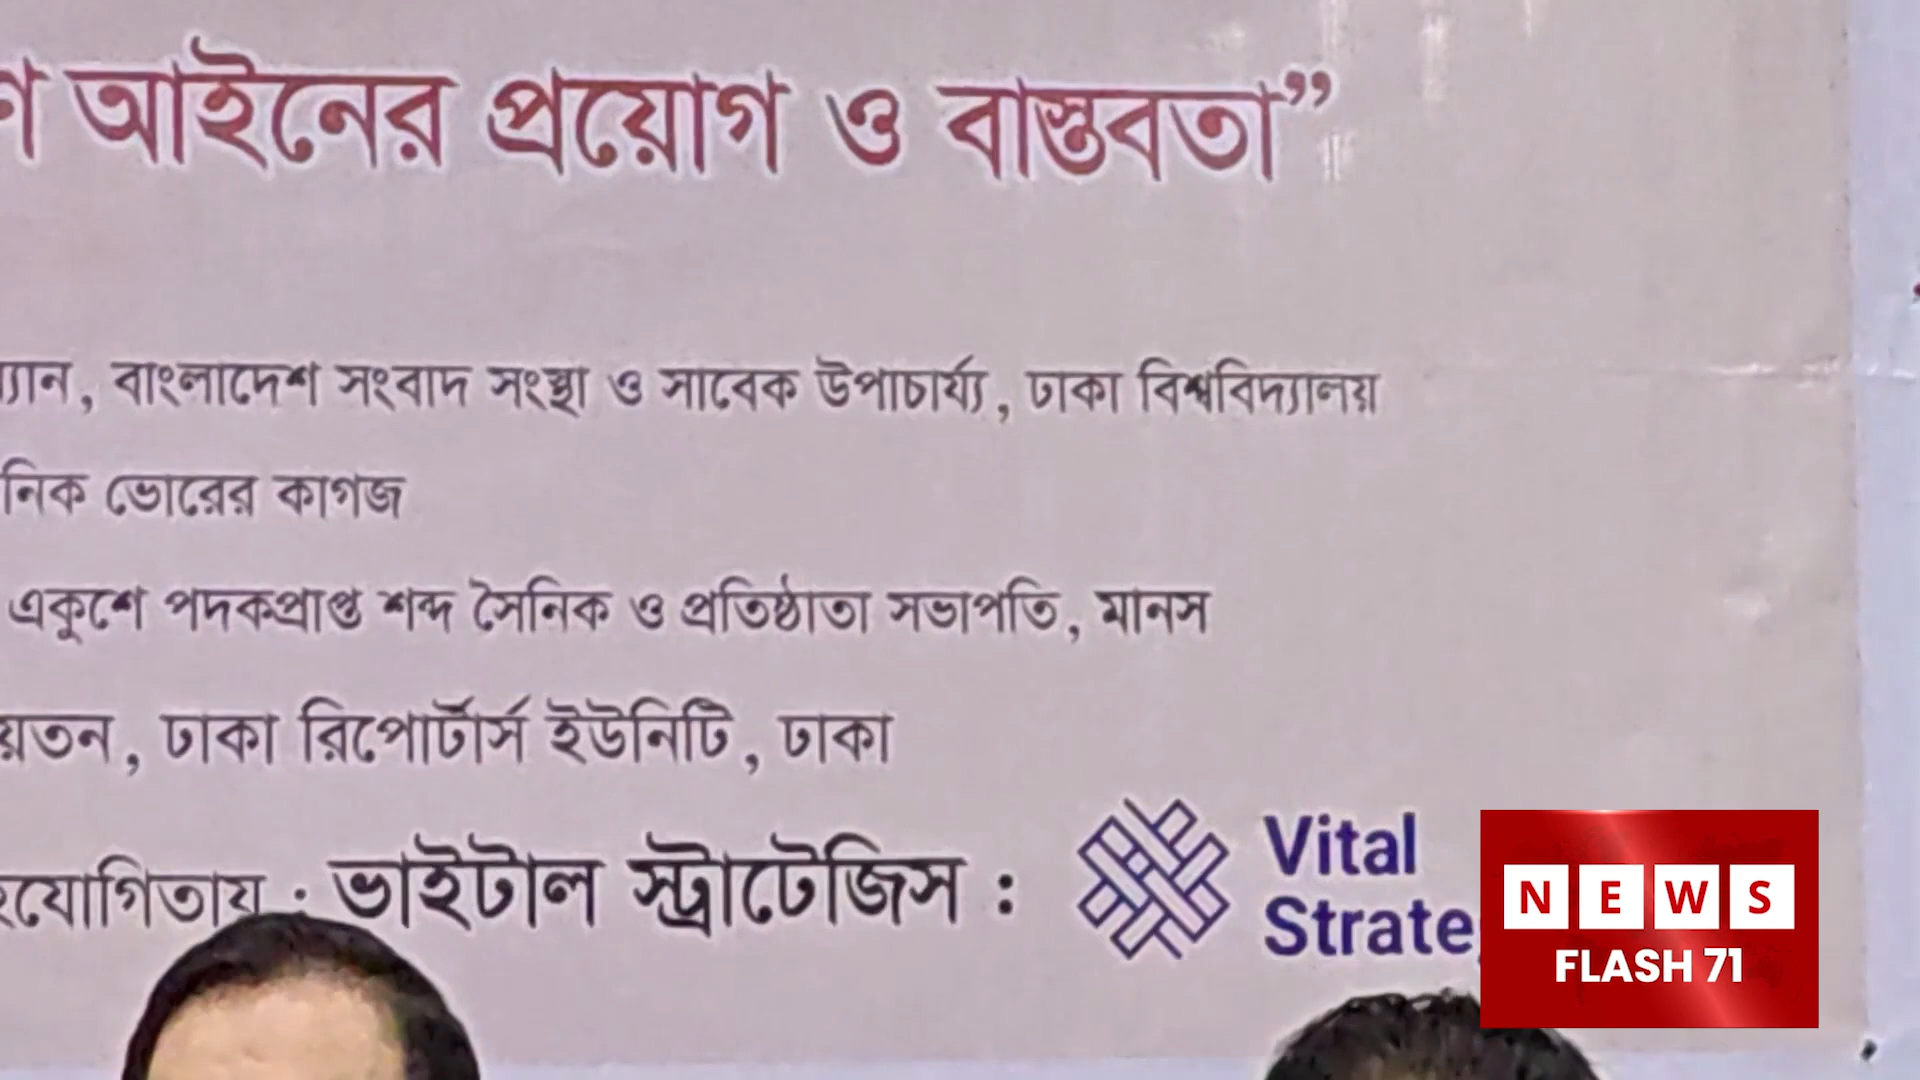 আইনের প্রয়োগ ও বাস্তবতা”
বাংলাদেশ সংবাদ সংস্থা ও সাবেক উপাচার্য্য, ঢাকা বিশ্ববিদ্যালয়
নিক ভোরের কাগজ
একুশে পদকপ্রাপ্ত শব্দ সৈনিক ও প্রতিষ্ঠাতা সভাপতি, মানস
য়তন, ঢাকা রিপোর্টার্স ইউনিটি, ঢাকা
যোগিতায় : ভাইটাল স্ট্রাটেজিস :
Vital
Strate
NEWS
FLASH 71